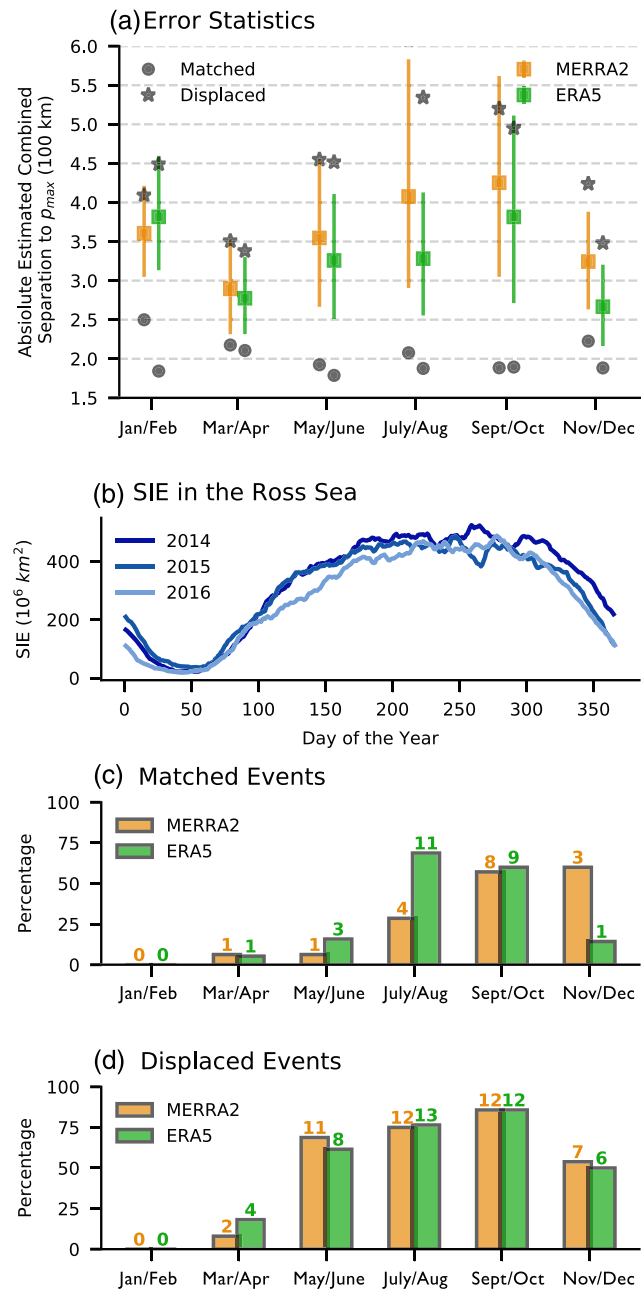 (a) Error Statistics
Absiolute Estimated Combined
Separation to pmax (100 km)
6.0
5.5
5.0
4.5
4.0
3.5
3.0
2.5
2.0
1.5
Matched
Displaced
MERRA2
ERA5
Jan/Feb Mar/Apr May/June July/Aug Sept/Oct Nov/Dec
(b) SIE in the Ross Sea
SIE (10⁶ km²)
400
200
0
2014
2015
2016
0 50 100 150 200 250 300 350
Day of the Year
(c) Matched Events
Percentage
100
75
50
25
0
MERRA2
ERA5
0 0 1 1 1 3 4 11 8 9 3 1
Jan/Feb Mar/Apr May/June July/Aug Sept/Oct Nov/Dec
(d) Displaced Events
Percentage
100
75
50
25
0
MERRA2
ERA5
0 0 2 4 11 8 12 13 12 12 7 6
Jan/Feb Mar/Apr May/June July/Aug Sept/Oct Nov/Dec